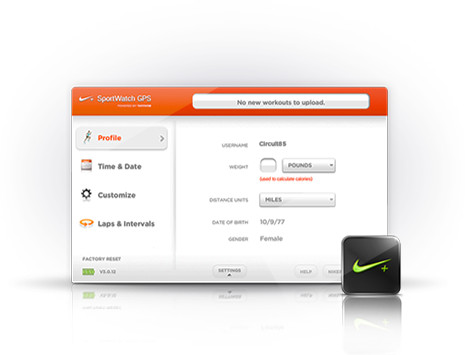 SportWatch GPS
POWERED BY TOMTOM
No new workouts to upload.
Profile
Time & Date
Customize
Laps & Intervals
FACTORY RESET
V3.0.12
USERNAME Circuit85
WEIGHT POUNDS
(used to calculate calories)
DISTANCE UNITS MILES
DATE OF BIRTH 10/9/77
GENDER Female
SETTINGS
HELP